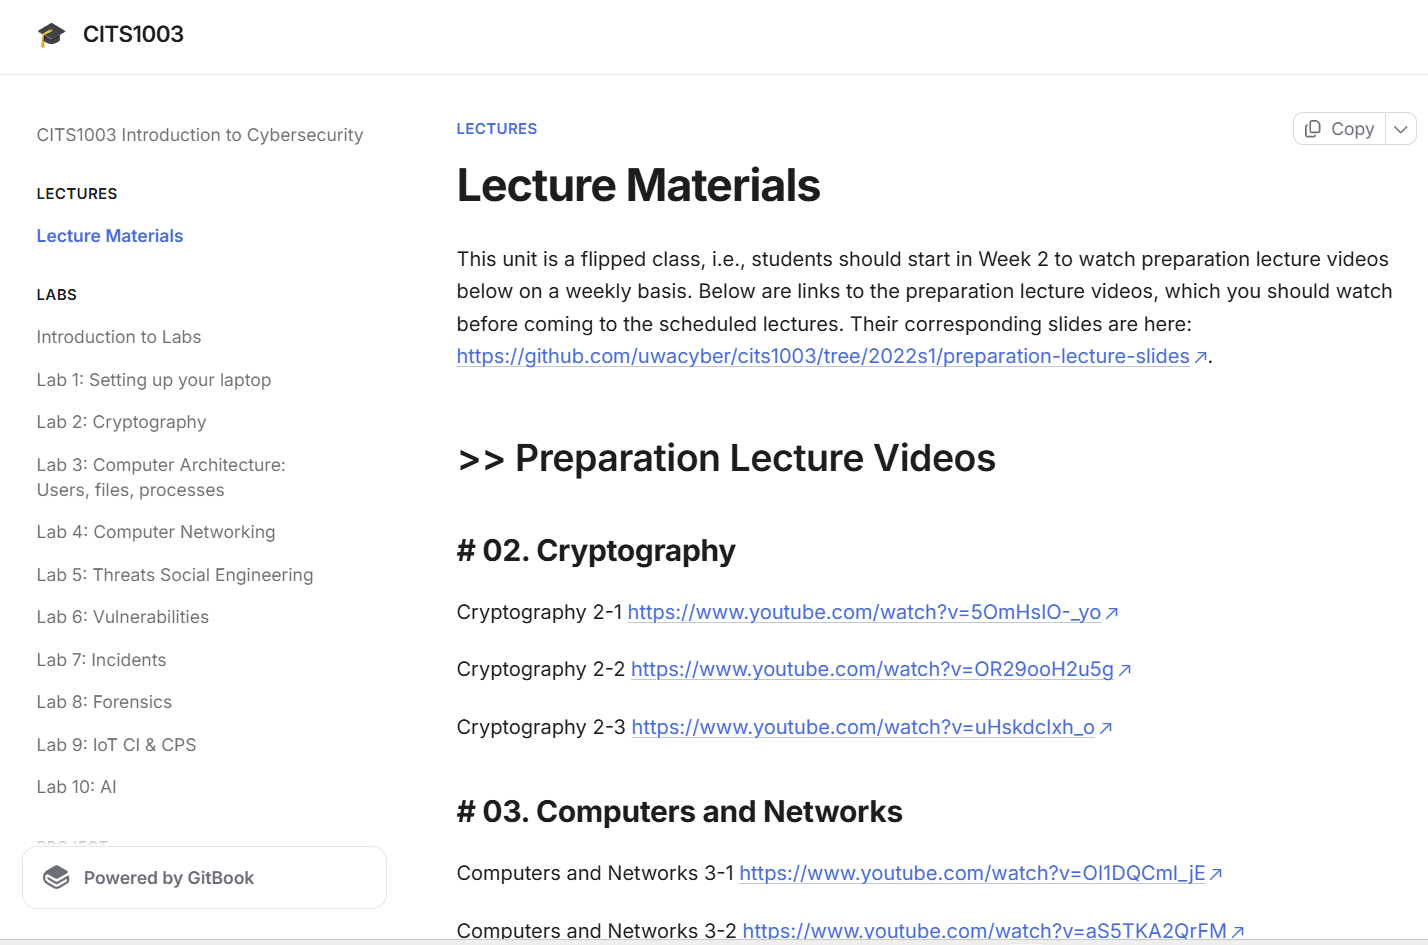 CITS1003
CITS1003 Introduction to Cybersecurity
LECTURES
Lecture Materials
LABS
Introduction to Labs
Lab 1: Setting up your laptop
Lab 2: Cryptography
Lab 3: Computer Architecture:
Users, files, processes
Lab 4: Computer Networking
Lab 5: Threats Social Engineering
Lab 6: Vulnerabilities
Lab 7: Incidents
Lab 8: Forensics
Lab 9: IoT CI & CPS
Lab 10: AI
PROJECT
Powered by GitBook
LECTURES
Copy
Lecture Materials
This unit is a flipped class, i.e., students should start in Week 2 to watch preparation lecture videos
below on a weekly basis. Below are links to the preparation lecture videos, which you should watch
before coming to the scheduled lectures. Their corresponding slides are here:
https://github.com/uwacyber/cits1003/tree/2022s1/preparation-lecture-slides.
>> Preparation Lecture Videos
# 02. Cryptography
Cryptography 2-1 https://www.youtube.com/watch?v=5OmHsIO-_yo
Cryptography 2-2 https://www.youtube.com/watch?v=OR29ooH2u5g
Cryptography 2-3 https://www.youtube.com/watch?v=uHskdcIxh_o
# 03. Computers and Networks
Computers and Networks 3-1 https://www.youtube.com/watch?v=OI1DQCmI_jE
Computers and Networks 3-2 https://www.youtube.com/watch?v=aS5TKA2QrFM